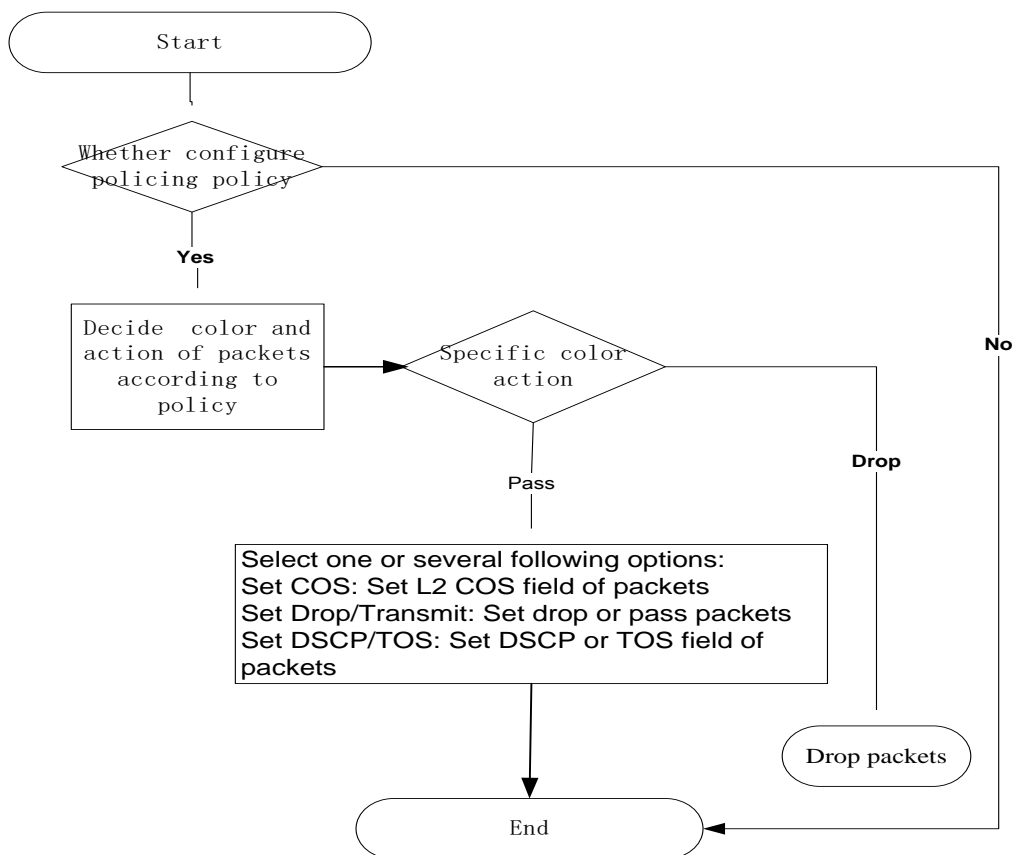 Start
Whether configure
policing policy
Yes
No
Decide color and
action of packets
according to
policy
Specific color
action
Drop
Pass
Select one or several following options:
Set COS: Set L2 COS field of packets
Set Drop/Transmit: Set drop or pass packets
Set DSCP/TOS: Set DSCP or TOS field of
packets
Drop packets
End